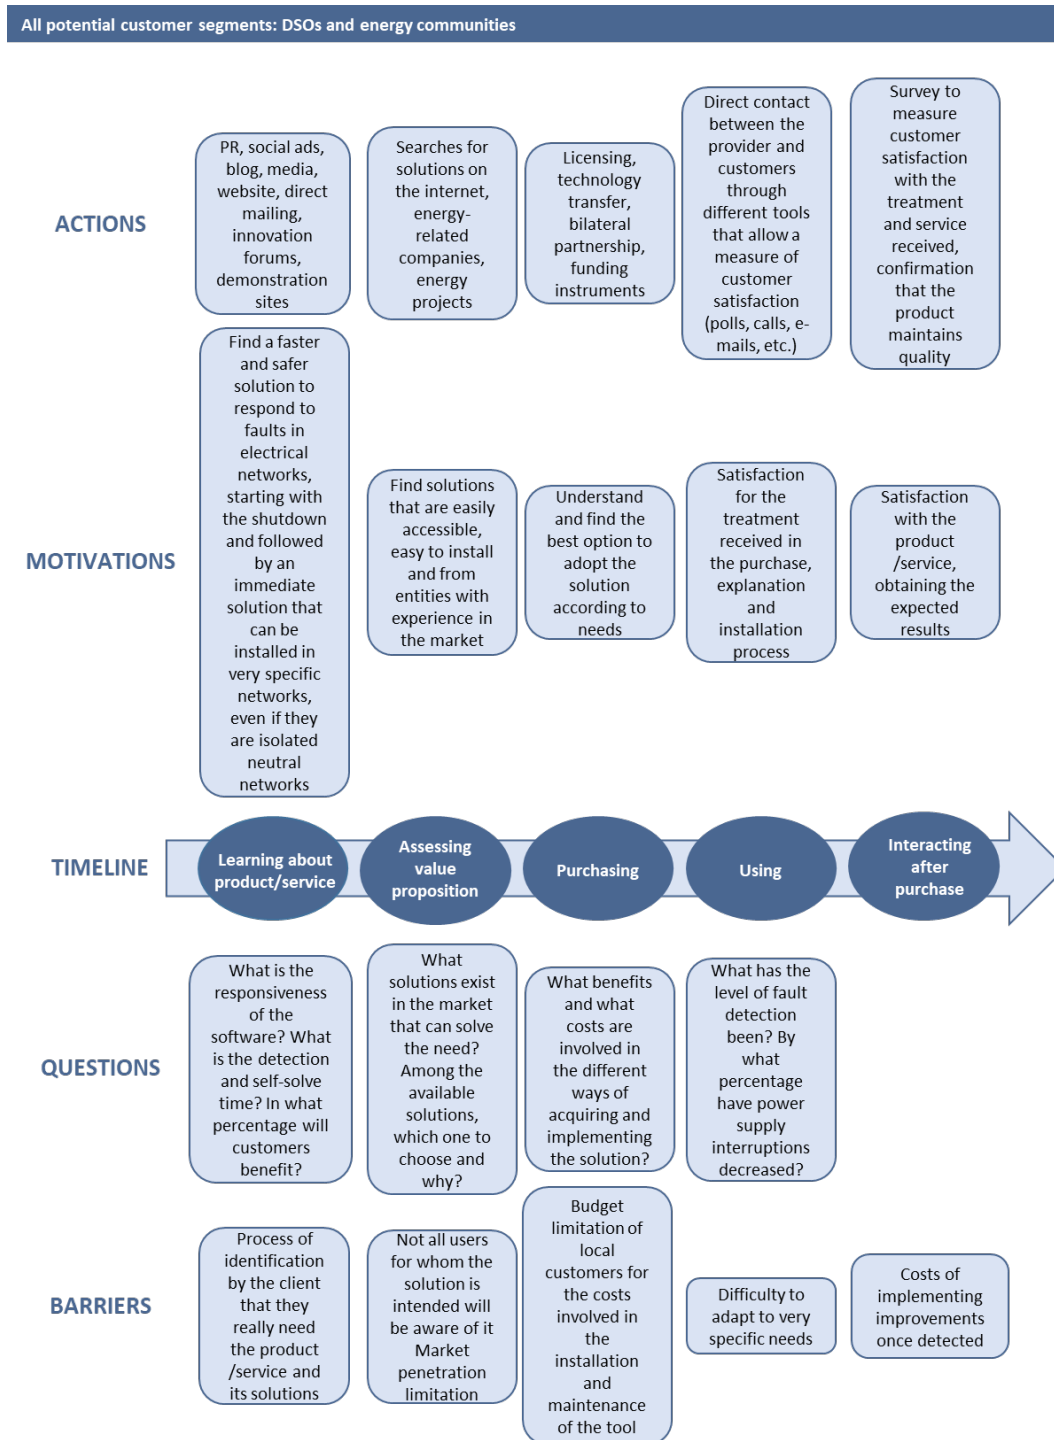 All potential customer segments: DSOs and energy communities
ACTIONS
PR, social ads,
blog, media,
website, direct
mailing,
innovation
forums,
demonstration
sites
Searches for
solutions on
the internet,
energy-
related
companies,
energy
projects
Licensing,
technology
transfer,
bilateral
partnership,
funding
instruments
Direct contact
between the
provider and
customers
through
different tools
that allow a
measure of
customer
satisfaction
(polls, calls, e-
mails, etc.)
Survey to
measure
customer
satisfaction
with the
treatment
and service
received,
confirmation
that the
product
maintains
quality
MOTIVATIONS
Find a faster
and safer
solution to
respond to
faults in
electrical
networks,
starting with
the shutdown
and followed
by an
immediate
solution that
can be
installed in
very specific
networks,
even if they
are isolated
neutral
networks
Find solutions
that are easily
accessible,
easy to install
and from
entities with
experience in
the market
Understand
and find the
best option to
adopt the
solution
according to
needs
Satisfaction
for the
treatment
received in
the purchase,
explanation
and
installation
process
Satisfaction
with the
product
/service,
obtaining the
expected
results
TIMELINE
Learning about
product/service
Assessing
value
proposition
Purchasing
Using
Interacting
after
purchase
QUESTIONS
What is the
responsiveness
of the
software? What
is the detection
and self-solve
time? In what
percentage will
customers
benefit?
What
solutions exist
in the market
that can solve
the need?
Among the
available
solutions,
which one to
choose and
why?
What benefits
and what
costs are
involved in
the different
ways of
acquiring and
implementing
the solution?
What has the
level of fault
detection
been? By
what
percentage
have power
supply
interruptions
decreased?
BARRIERS
Process of
identification
by the client
that they
really need
the product
/service and
its solutions
Not all users
for whom the
solution is
intended will
be aware of it
Market
penetration
limitation
Budget
limitation of
local
customers for
the costs
involved in
the
installation
and
maintenance
of the tool
Difficulty to
adapt to very
specific needs
Costs of
implementing
improvements
once detected